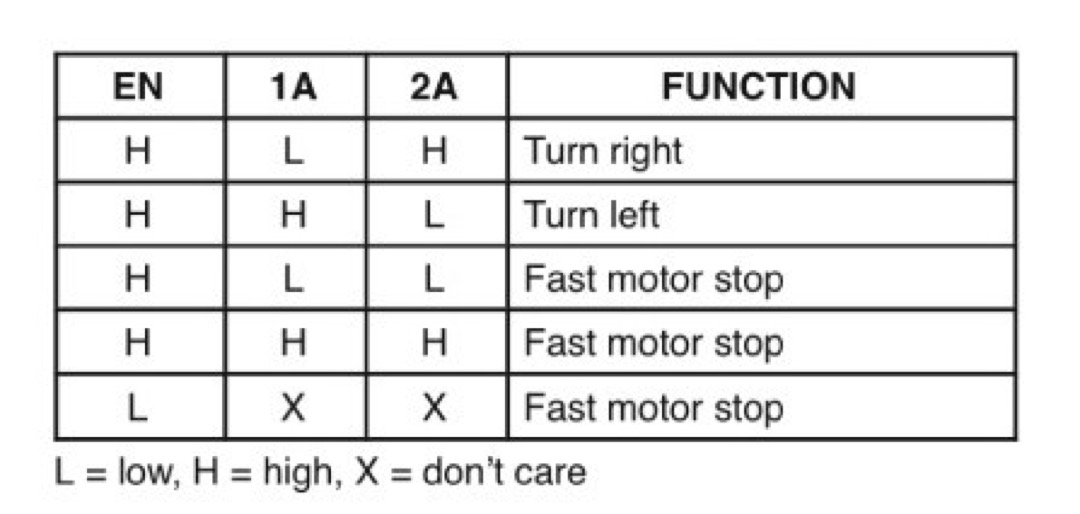 EN 1A 2A FUNCTION
H L H Turn right
H H L Turn left
H L L Fast motor stop
H H H Fast motor stop
L X X Fast motor stop
L = low, H = high, X = don’t care